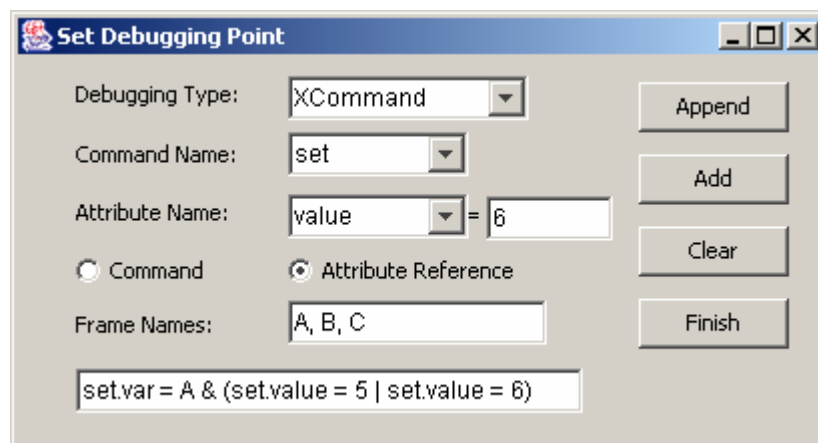 Set Debugging Point
Debugging Type: XCommand
Append
Command Name: set
Add
Attribute Name: value = 6
Clear
Command Attribute Reference
Frame Names: A, B, C
Finish
set.var = A & (set.value = 5 | set.value = 6)